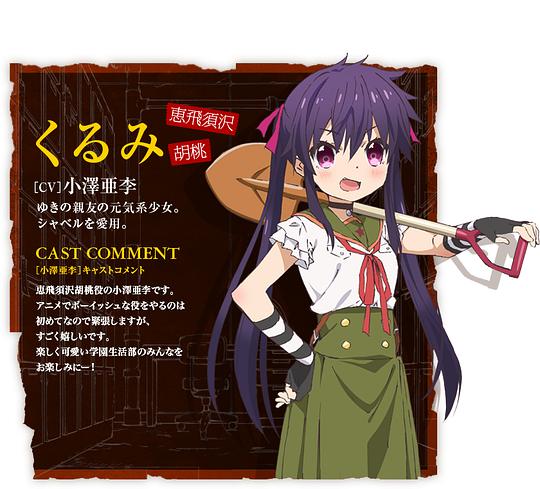 恵飛須沢
くるみ
胡桃
[CV]小澤亜李
ゆきの親友の元気系少女。
シャベルを愛用。
CAST COMMENT
[小澤亜李]キャストコメント
恵飛須沢胡桃役の小澤亜李です。
アニメでボーイッシュな役をやるのは
初めてなので緊張しますが、
すごく嬉しいです。
楽しく可愛い学園生活部のみんなを
お楽しみにー!